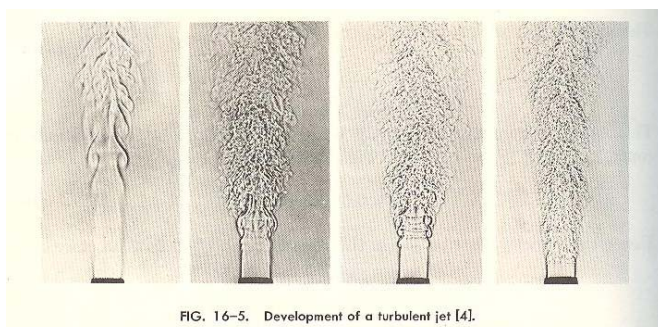 FIG. 16–5. Development of a turbulent jet [4].